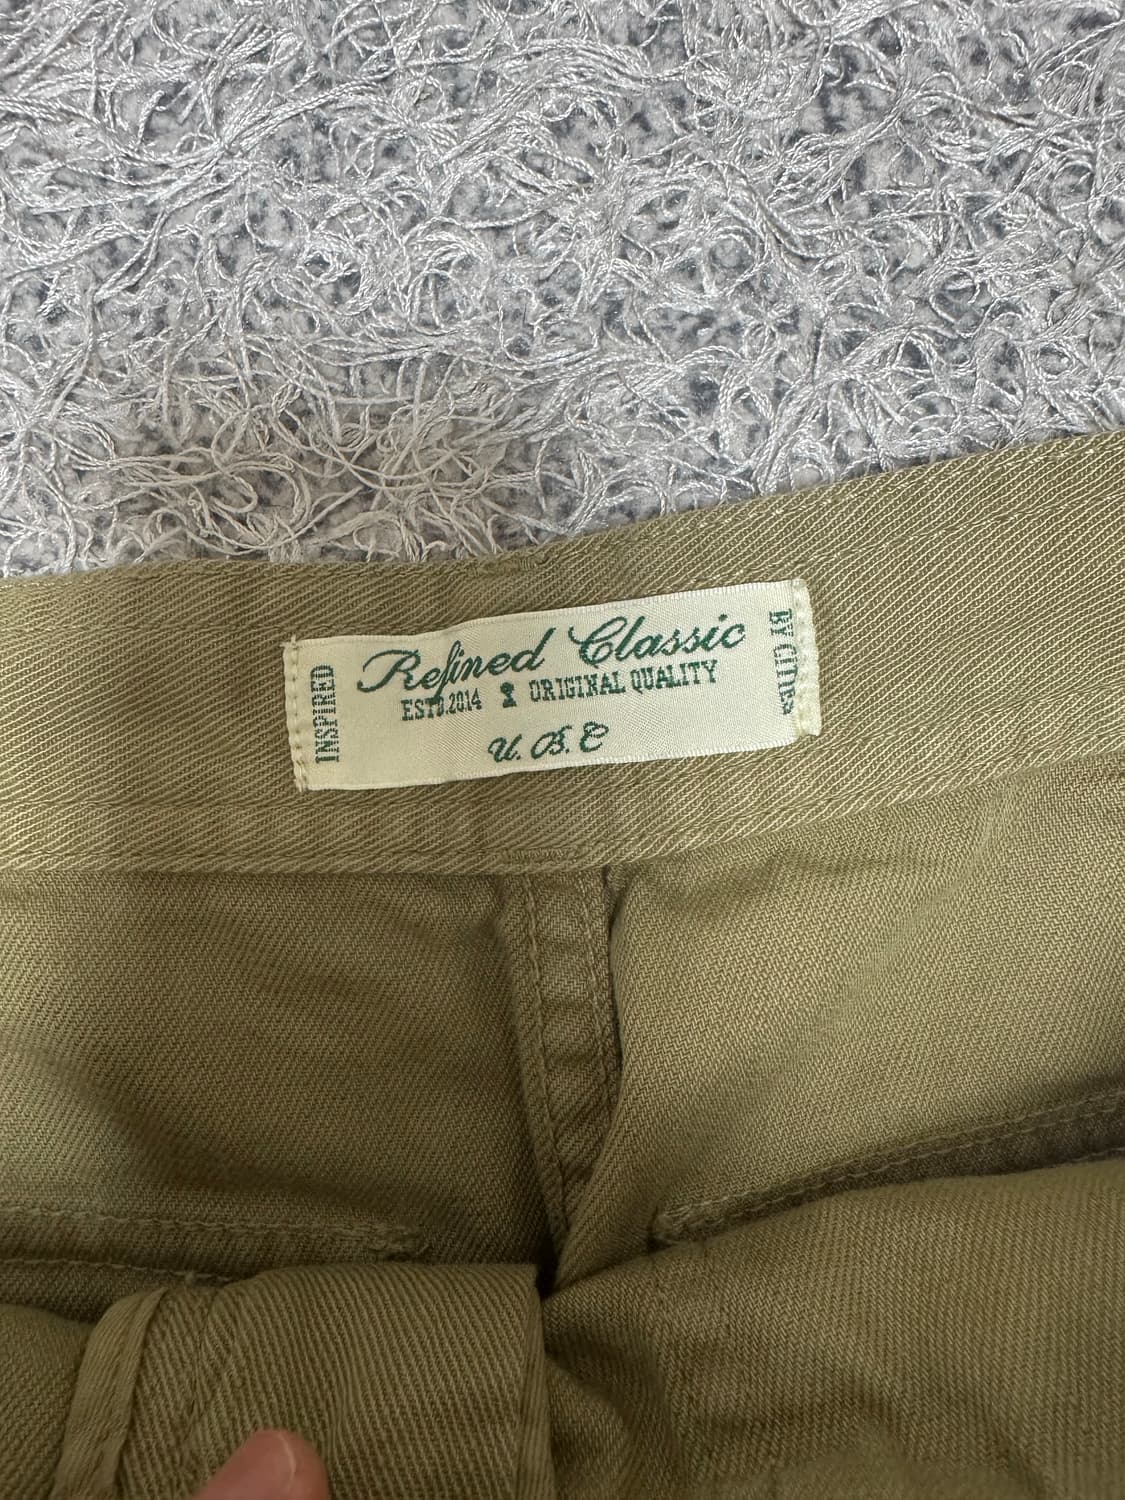 INSPIRED
Refined Classic
ESTD.2014 ORIGINAL QUALITY
U.B.C
BY CITIES